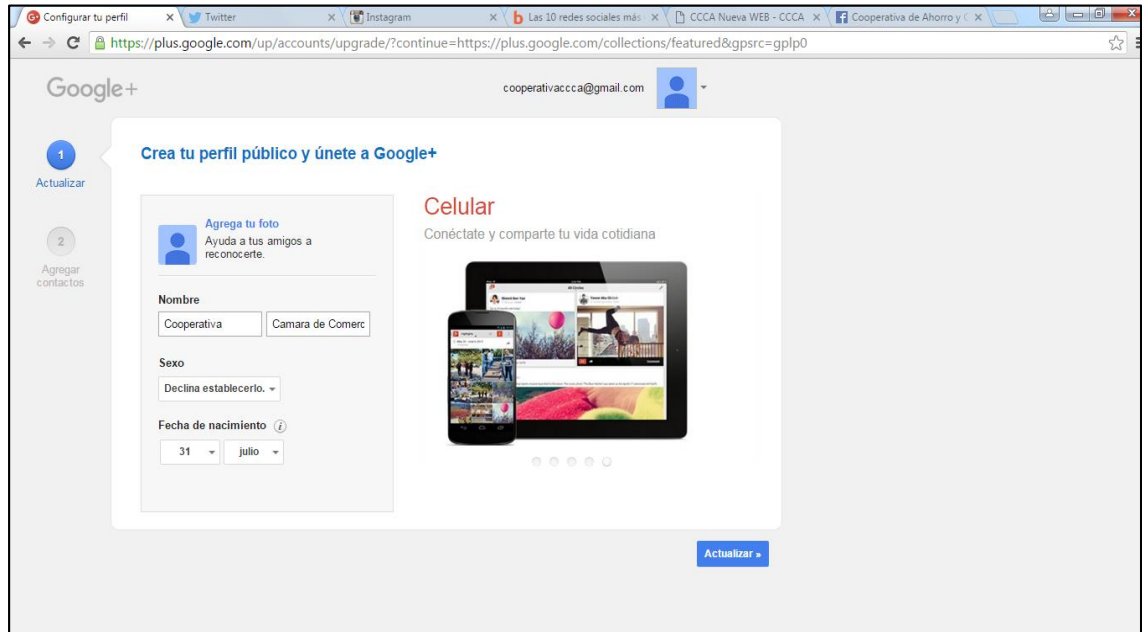 Configurar tu perfil
Twitter
Instagram
Las 10 redes sociales más
CCCA Nueva WEB - CCCA
Cooperativa de Ahorro y C
https://plus.google.com/up/accounts/upgrade/?continue=https://plus.google.com/collections/featured&gpsrc=gplp0
Google+
cooperativaccca@gmail.com
1
Actualizar
2
Agregar
contactos
Crea tu perfil público y únete a Google+
Agrega tu foto
Ayuda a tus amigos a
reconocerte.
Nombre
Cooperativa
Camara de Comerc
Sexo
Declina establecerlo.
Fecha de nacimiento
31
julio
Celular
Conéctate y comparte tu vida cotidiana
Actualizar »